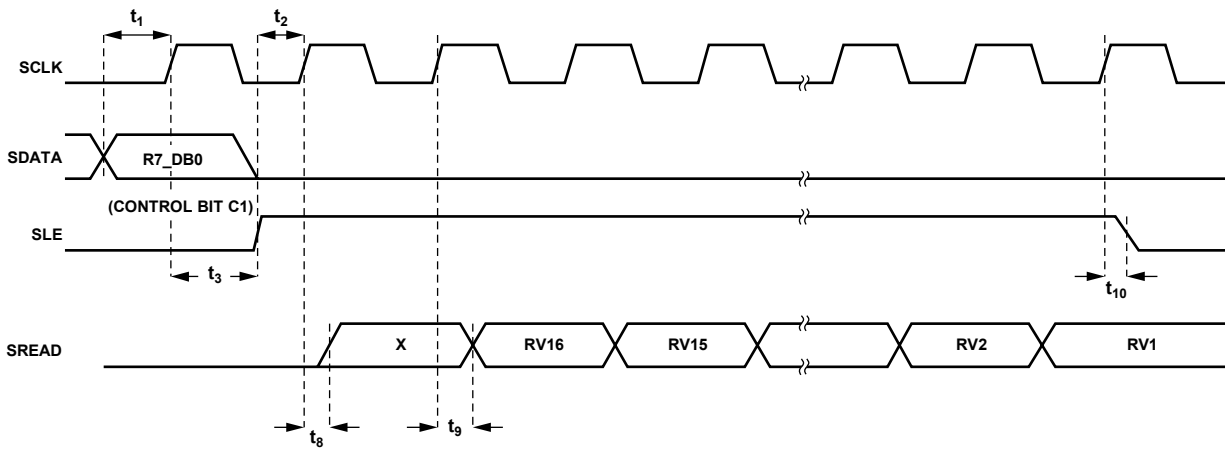 t1 t2
SCLK
SDATA R7_DB0
(CONTROL BIT C1)
SLE
t3 t10
SREAD X RV16 RV15 RV2 RV1
t8 t9